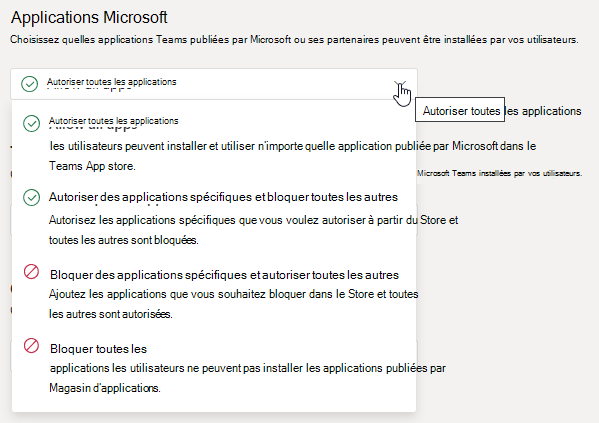 Applications Microsoft
Choisissez quelles applications Teams publiées par Microsoft ou ses partenaires peuvent être installées par vos utilisateurs.
Autoriser toutes les applications
Autoriser toutes les applications
Autoriser toutes les applications
les utilisateurs peuvent installer et utiliser n'importe quelle application publiée par Microsoft dans le
Teams App store.
Microsoft Teams installées par vos utilisateurs.
Autoriser des applications spécifiques et bloquer toutes les autres
Autorisez les applications spécifiques que vous voulez autoriser à partir du Store et
toutes les autres sont bloquées.
Bloquer des applications spécifiques et autoriser toutes les autres
Ajoutez les applications que vous souhaitez bloquer dans le Store et toutes
les autres sont autorisées.
Bloquer toutes les
applications les utilisateurs ne peuvent pas installer les applications publiées par
Magasin d'applications.